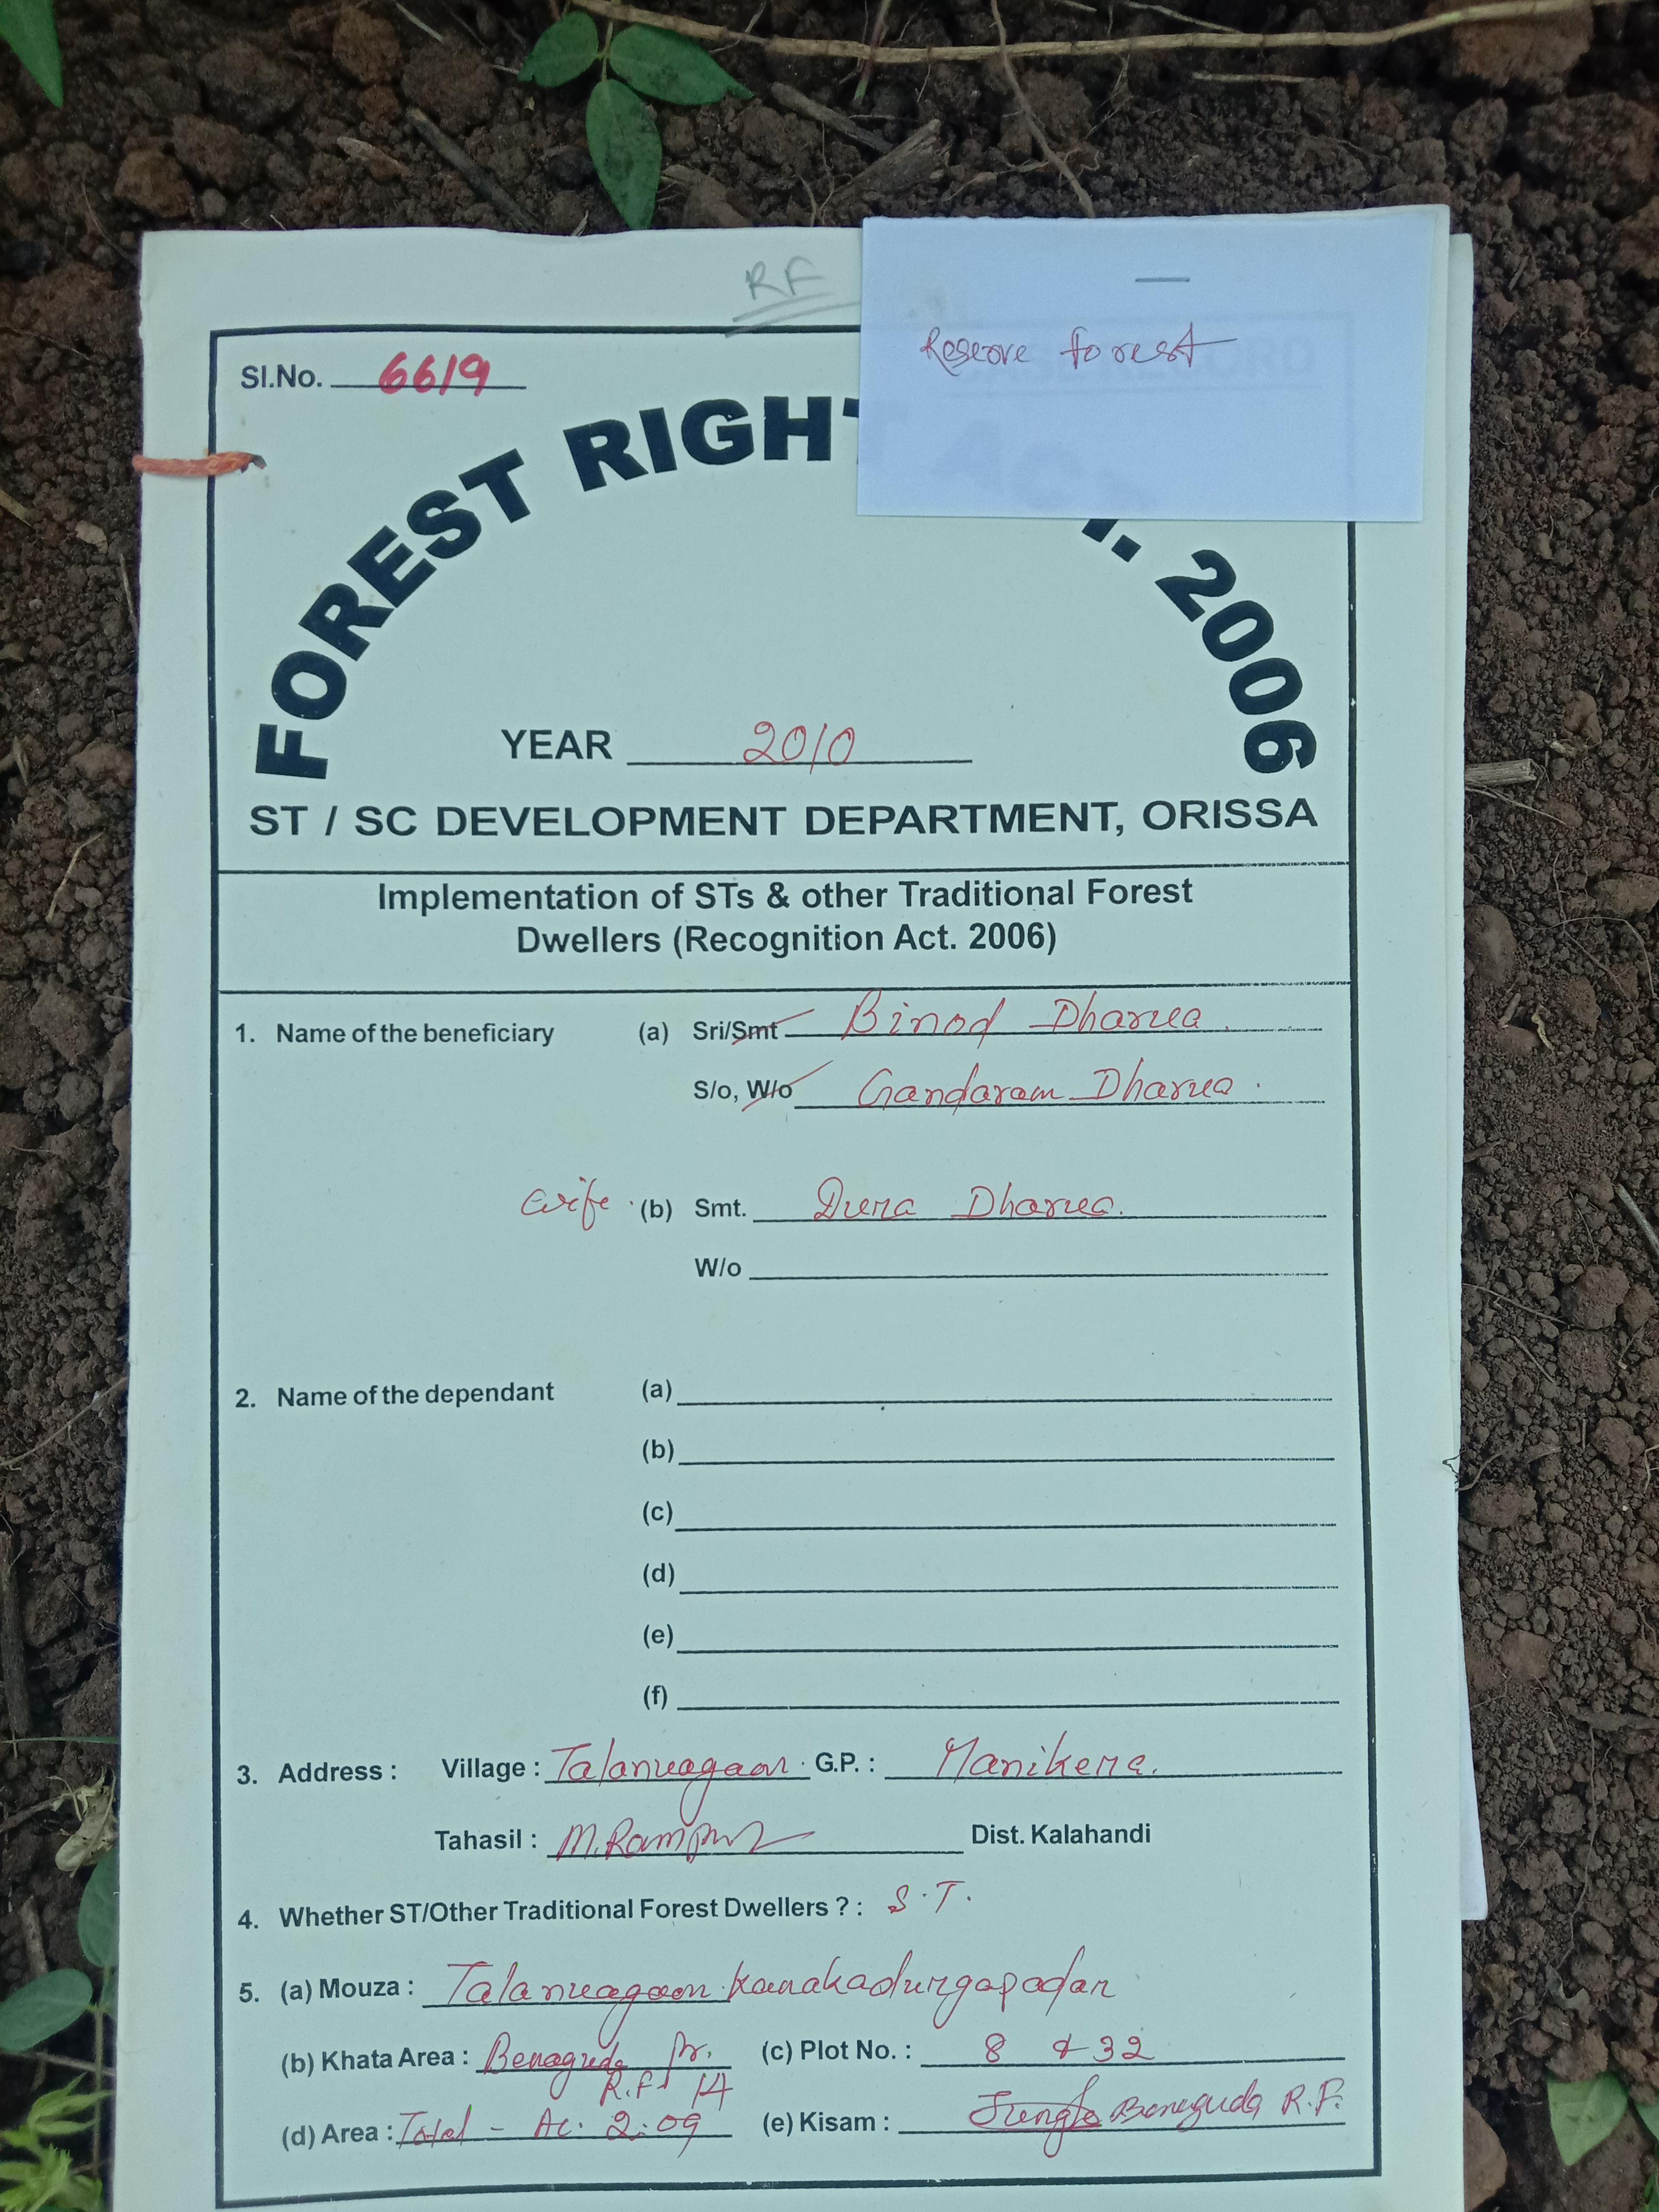 RF
Reserve forest
Sl.No. 6619
FOREST RIGHT ACT. 2006
YEAR 2010
ST / SC DEVELOPMENT DEPARTMENT, ORISSA
Implementation of STs & other Traditional Forest
Dwellers (Recognition Act. 2006)
1. Name of the beneficiary (a) Sri/Smt Binod Dharua
S/o, W/o Gandaram Dharua.
wife (b) Smt. Duna Dharua.
W/o
2. Name of the dependant (a)
(b)
(c)
(d)
(e)
(f)
3. Address : Village : Talanuagaon G.P. : Manikera.
Tahasil : M.Rampur Dist. Kalahandi
4. Whether ST/Other Traditional Forest Dwellers ? : S.T.
5. (a) Mouza : Talanuagaon Kanakadurgapadar
(b) Khata Area : Benaguda (c) Plot No. : 8 & 32
R.F
(d) Area : Total - Ac. 2.09 (e) Kisam : Jungle Benaguda R.F.